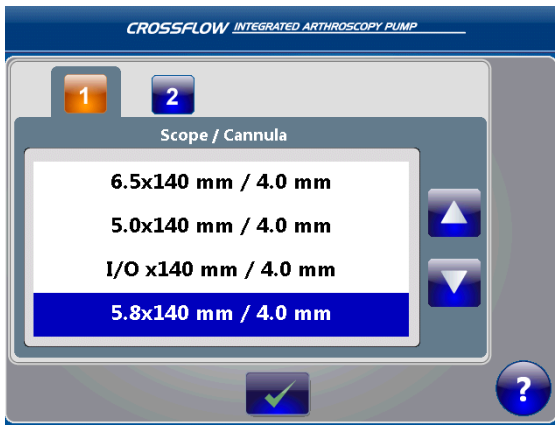 CROSSFLOW INTEGRATED ARTHROSCOPY PUMP
1 2
Scope / Cannula
6.5x140 mm / 4.0 mm
5.0x140 mm / 4.0 mm
I/O x140 mm / 4.0 mm
5.8x140 mm / 4.0 mm
?